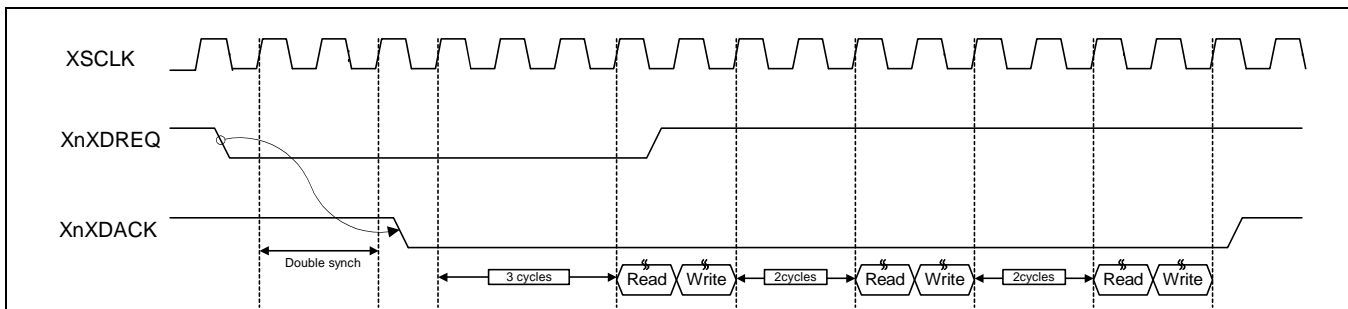 XSCLK
XnXDREQ
XnXDACK
Double synch
3 cycles
Read
Write
2cycles
Read
Write
2cycles
Read
Write